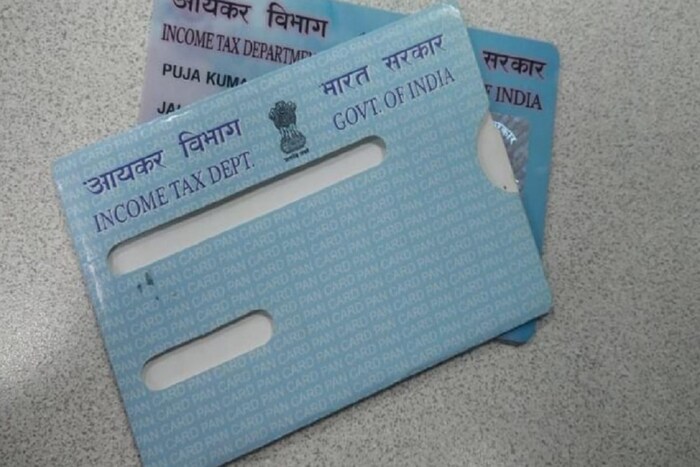 आयकर विभाग
INCOME TAX DEPARTMENT
PUJA KUMA
सरकार
OF INDIA
आयकर विभाग
INCOME TAX DEPT.
भारत सरकार
GOVT. OF INDIA
PAN CARD PAN CARD PAN CARD